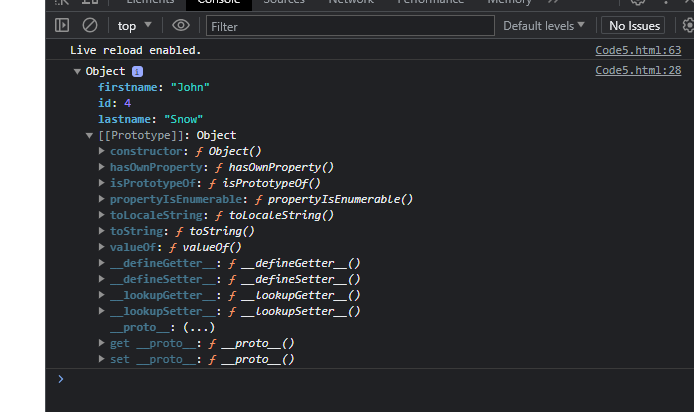 Elements Console Sources Network Performance Memory
top Filter Default levels No Issues
Live reload enabled. Code5.html:63
Object i Code5.html:28
firstname: "John"
id: 4
lastname: "Snow"
[[Prototype]]: Object
constructor: ƒ Object()
hasOwnProperty: ƒ hasOwnProperty()
isPrototypeOf: ƒ isPrototypeOf()
propertyIsEnumerable: ƒ propertyIsEnumerable()
toLocaleString: ƒ toLocaleString()
toString: ƒ toString()
valueOf: ƒ valueOf()
__defineGetter__: ƒ __defineGetter__()
__defineSetter__: ƒ __defineSetter__()
__lookupGetter__: ƒ __lookupGetter__()
__lookupSetter__: ƒ __lookupSetter__()
__proto__: (...)
get __proto__: ƒ __proto__()
set __proto__: ƒ __proto__()